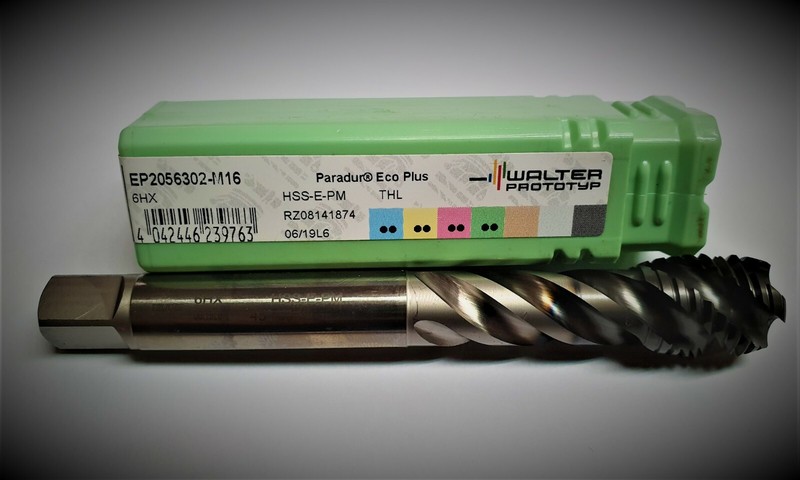 EP2056302-M16
6HX
4 042446 239763
Paradur® Eco Plus
HSS-E-PM THL
RZ08141874
06/19L6
WALTER
PROTOTYP
6HX HSS-E-PM